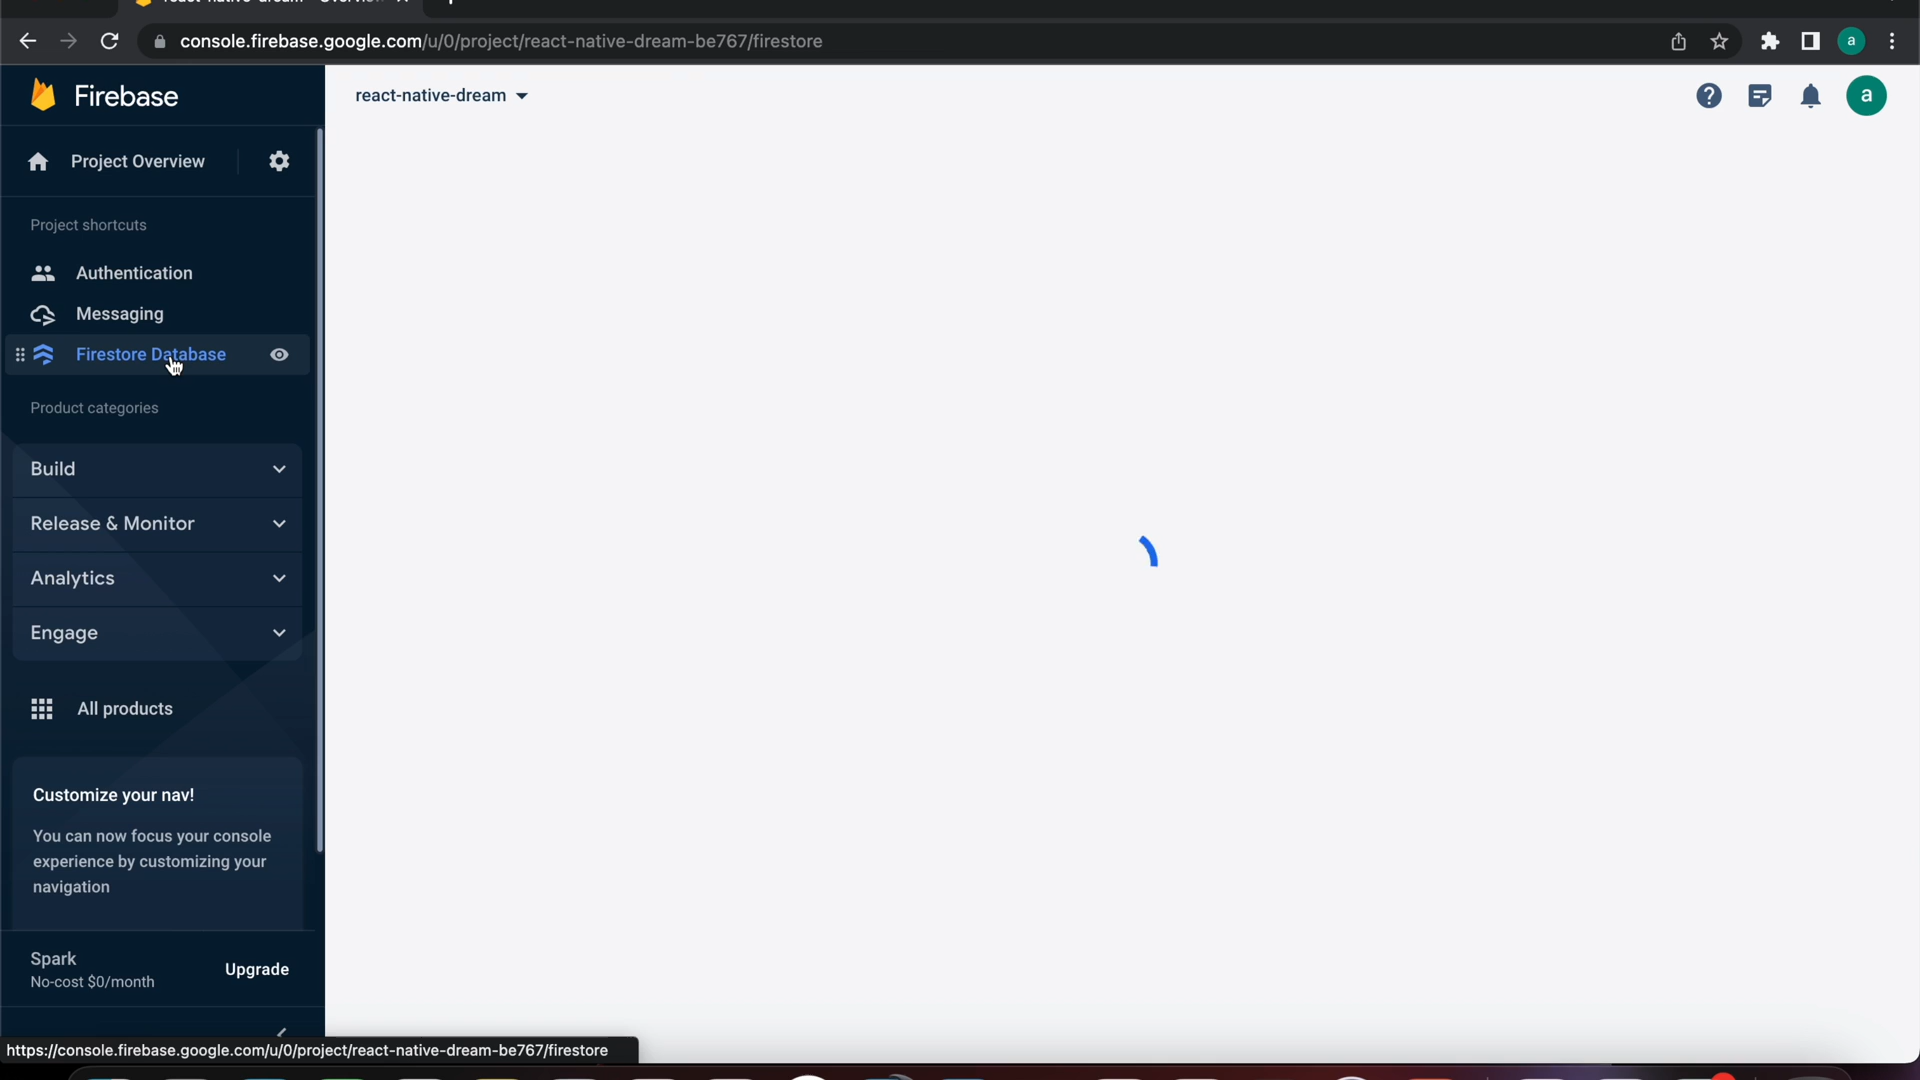 console.firebase.google.com/u/0/project/react-native-dream-be767/firestore
a
Firebase
react-native-dream
a
Project Overview
Project shortcuts
Authentication
Messaging
Firestore Database
Product categories
Build
Release & Monitor
Analytics
Engage
All products
Customize your nav!
You can now focus your console
experience by customizing your
navigation
Spark
No-cost $0/month
Upgrade
https://console.firebase.google.com/u/0/project/react-native-dream-be767/firestore